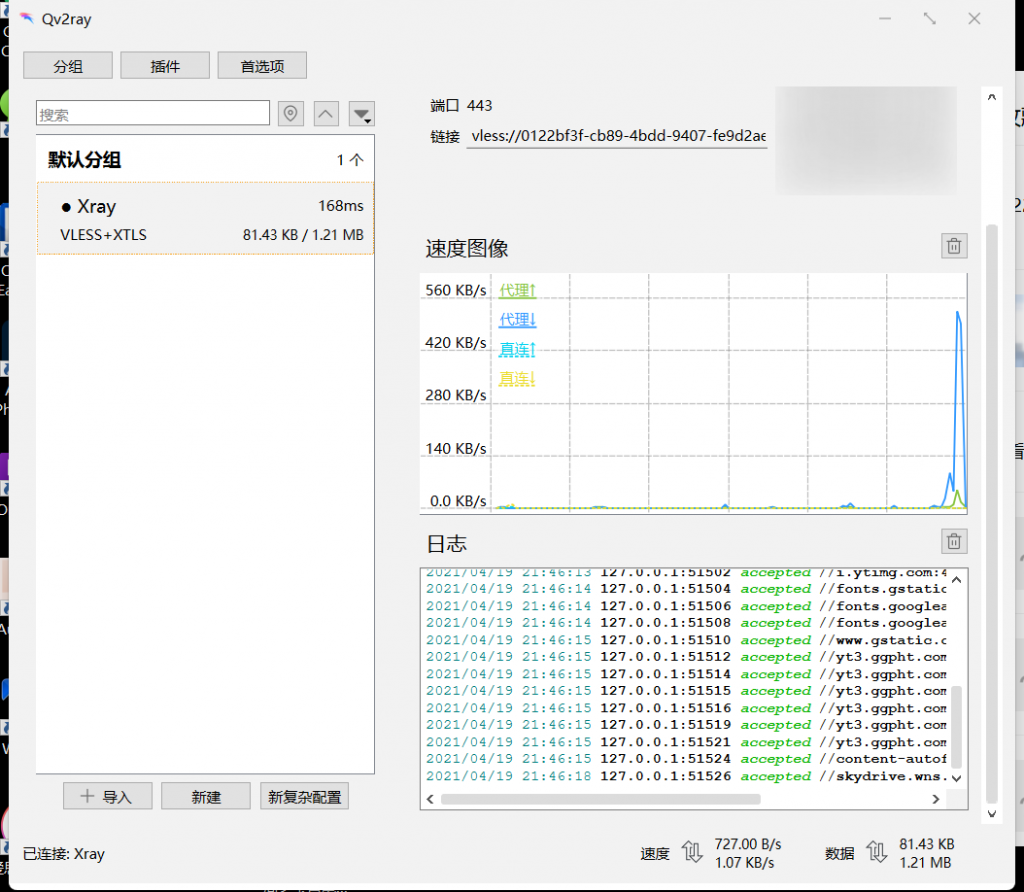 Qv2ray
分组
插件
首选项
搜索
默认分组
1 个
● Xray
168ms
VLESS+XTLS
81.43 KB / 1.21 MB
导入
新建
新复杂配置
端口 443
链接 vless://0122bf3f-cb89-4bdd-9407-fe9d2ae
速度图像
560 KB/s
420 KB/s
280 KB/s
140 KB/s
0.0 KB/s
代理↑
代理↓
直连↑
直连↓
日志
2021/04/19 21:46:13 127.0.0.1:51502 accepted //i.ytimg.com:4
2021/04/19 21:46:14 127.0.0.1:51504 accepted //fonts.gstatic
2021/04/19 21:46:14 127.0.0.1:51506 accepted //fonts.googlea
2021/04/19 21:46:14 127.0.0.1:51508 accepted //fonts.googlea
2021/04/19 21:46:15 127.0.0.1:51510 accepted //www.gstatic.c
2021/04/19 21:46:15 127.0.0.1:51512 accepted //yt3.ggpht.com
2021/04/19 21:46:15 127.0.0.1:51514 accepted //yt3.ggpht.com
2021/04/19 21:46:15 127.0.0.1:51515 accepted //yt3.ggpht.com
2021/04/19 21:46:15 127.0.0.1:51516 accepted //yt3.ggpht.com
2021/04/19 21:46:15 127.0.0.1:51519 accepted //yt3.ggpht.com
2021/04/19 21:46:15 127.0.0.1:51521 accepted //yt3.ggpht.com
2021/04/19 21:46:15 127.0.0.1:51524 accepted //content-autof
2021/04/19 21:46:18 127.0.0.1:51526 accepted //skydrive.wns.
已连接: Xray
速度
727.00 B/s
1.07 KB/s
数据
81.43 KB
1.21 MB